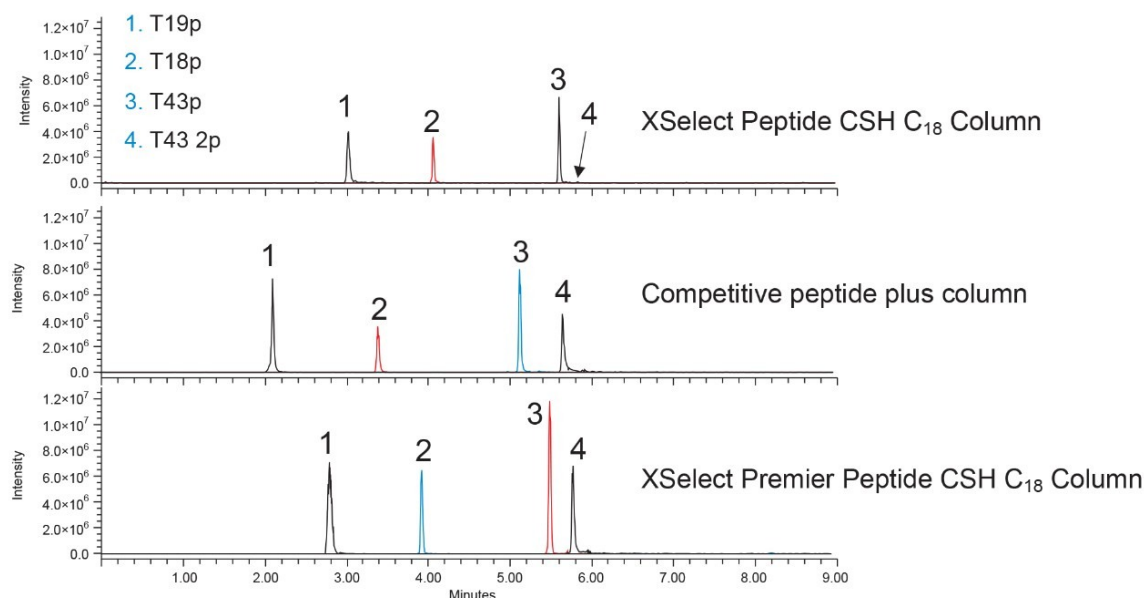 1. T19p
2. T18p
3. T43p
4. T43 2p
Intensity
1.2×10⁷
1.0×10⁷
8.0×10⁶
6.0×10⁶
4.0×10⁶
2.0×10⁶
0.0
1
2
3
4
XSelect Peptide CSH C₁₈ Column
Intensity
1.2×10⁷
1.0×10⁷
8.0×10⁶
6.0×10⁶
4.0×10⁶
2.0×10⁶
0.0
1
2
3
4
Competitive peptide plus column
Intensity
1.2×10⁷
1.0×10⁷
8.0×10⁶
6.0×10⁶
4.0×10⁶
2.0×10⁶
0.0
1
2
3
4
XSelect Premier Peptide CSH C₁₈ Column
1.00 2.00 3.00 4.00 5.00 6.00 7.00 8.00 9.00
Minutes